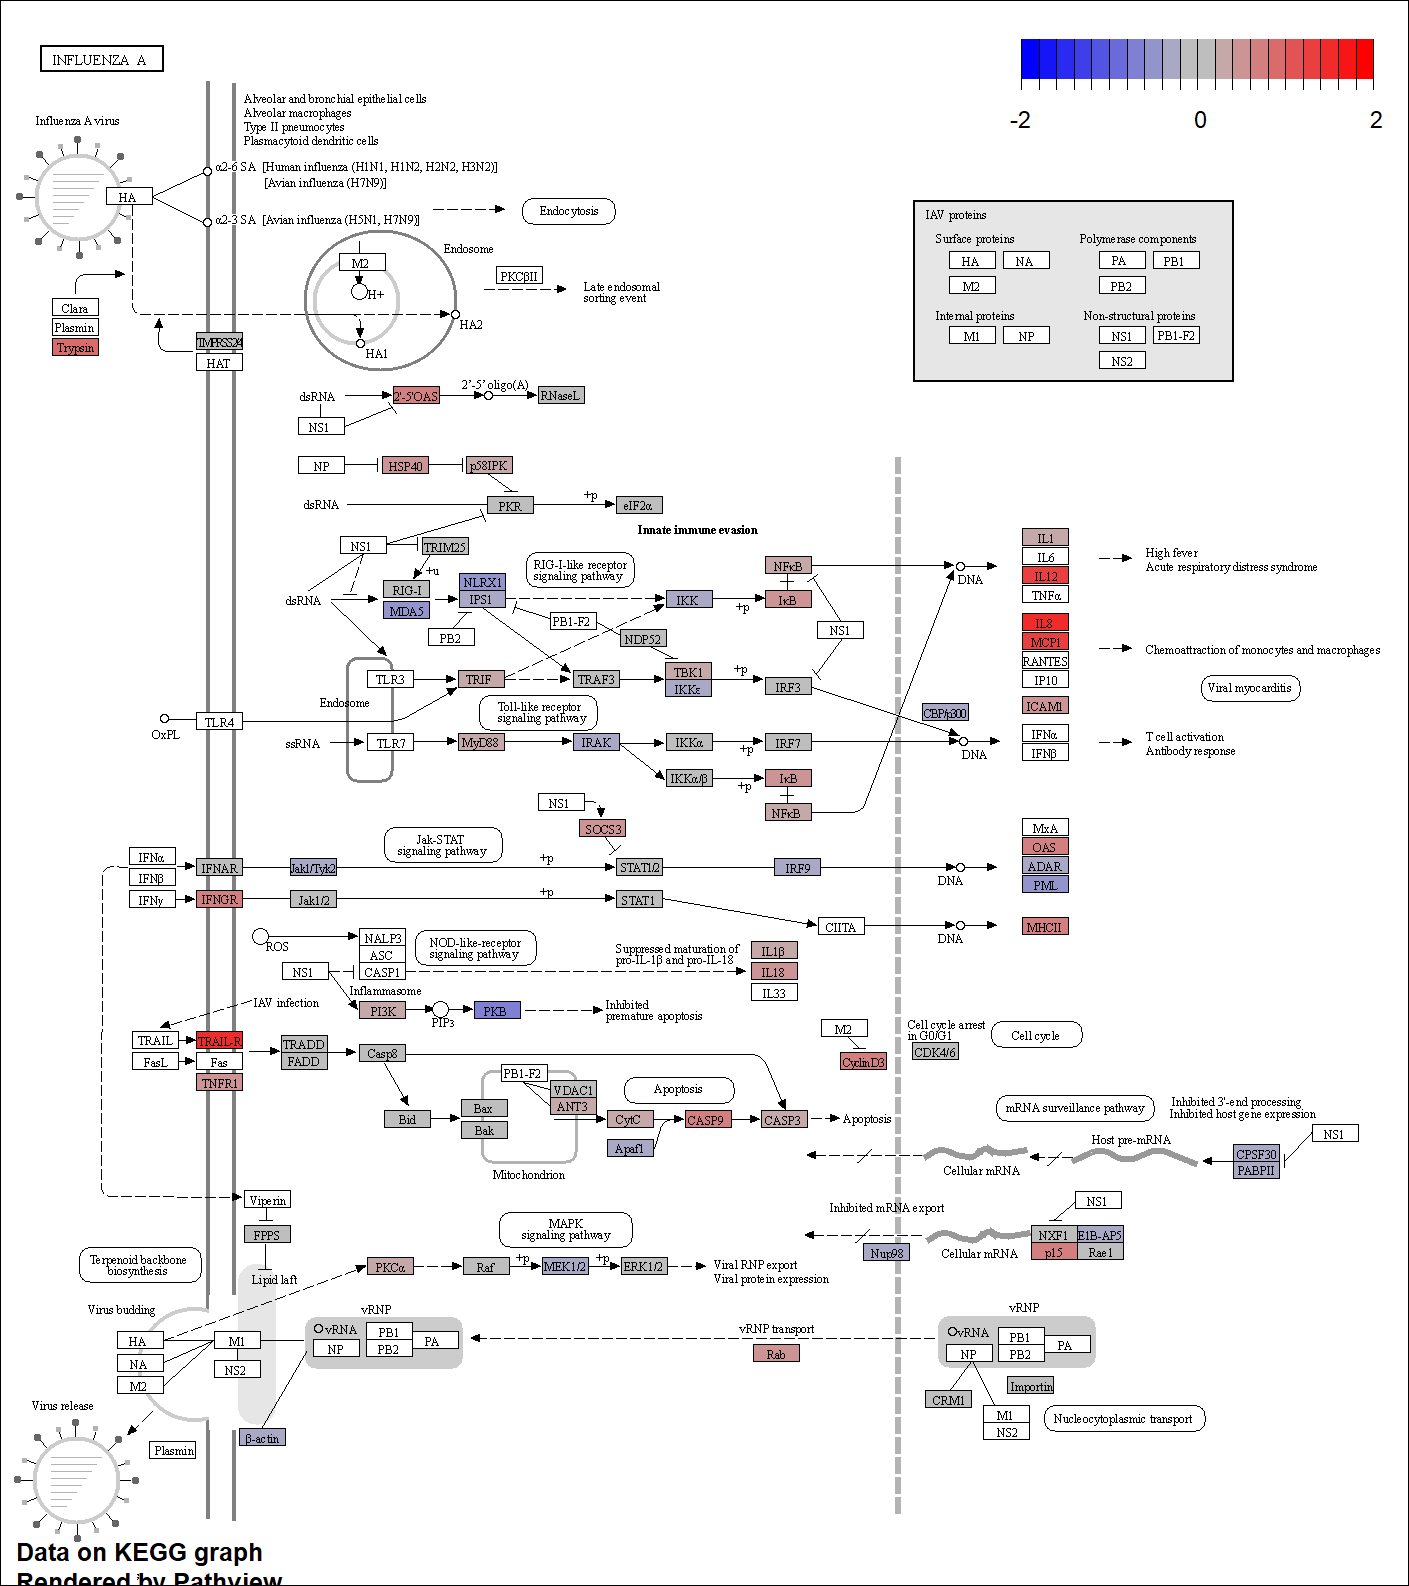 INFLUENZA A
-2
0
2
Alveolar and bronchial epithelial cells
Alveolar macrophages
Type II pneumocytes
Plasmacytoid dendritic cells
Influenza A virus
α2-6 SA [Human influenza (H1N1, H1N2, H2N2, H3N2)]
[Avian influenza (H7N9)]
HA
α2-3 SA [Avian influenza (H5N1, H7N9)]
Endocytosis
Endosome
M2
H+
PKCβII
Late endosomal
sorting event
HA2
HA1
Clara
Plasmin
Trypsin
HAT
IAV proteins
Surface proteins
Polymerase components
HA
NA
PA
PB1
M2
PB2
Internal proteins
Non-structural proteins
M1
NP
NS1
PB1-F2
NS2
dsRNA
2'-5'OAS
2'-5' oligo(A)
RNaseL
NS1
NP
HSP40
p58IPK
dsRNA
PKR
+p
eIF2α
Innate immune evasion
NS1
TRIM25
+u
RIG-I
MDA5
dsRNA
NLRX1
IPS1
RIG-I-like receptor
signaling pathway
IKK
+p
NFκB
IκB
PB2
PB1-F2
NDP52
NS1
DNA
IL1
IL6
IL12
TNFα
High fever
Acute respiratory distress syndrome
IL8
MCP1
RANTES
IP10
Chemoattraction of monocytes and macrophages
Viral myocarditis
ICAM1
TLR3
TRIF
TRAF3
TBK1
IKKε
+p
IRF3
Endosome
Toll-like receptor
signaling pathway
CBP/p300
OxPL
TLR4
ssRNA
TLR7
MyD88
IRAK
IKKα
+p
IRF7
DNA
IFNα
IFNβ
T cell activation
Antibody response
IKKα/β
+p
IκB
NFκB
NS1
SOCS3
Jak-STAT
signaling pathway
IFNα
IFNβ
IFNAR
Jak1/Tyk2
+p
STAT1/2
IRF9
DNA
MxA
OAS
ADAR
PML
IFNγ
IFNGR
Jak1/2
+p
STAT1
CIITA
DNA
MHCII
ROS
NALP3
ASC
CASP1
NS1
NOD-like-receptor
signaling pathway
Suppressed maturation of
pro-IL-1β and pro-IL-18
IL1β
IL18
IL33
Inflammasome
IAV infection
PI3K
PIP3
PKB
Inhibited
premature apoptosis
TRAIL
TRAIL-R
FasL
Fas
TNFR1
TRADD
FADD
Casp8
M2
CyclinD3
Cell cycle arrest
in G0/G1
CDK4/6
Cell cycle
PB1-F2
VDAC1
ANT3
Apoptosis
Bid
Bax
Bak
CytC
CASP9
CASP3
Apoptosis
Apaf1
Mitochondrion
mRNA surveillance pathway
Inhibited 3'-end processing
Inhibited host gene expression
NS1
Host pre-mRNA
Cellular mRNA
CPSF30
PABPII
Viperin
FPPS
Lipid laft
Terpenoid backbone
biosynthesis
MAPK
signaling pathway
Inhibited mRNA export
NS1
Nup98
Cellular mRNA
NXF1
E1B-AP5
p15
Rae1
PKCα
Raf
+p
MEK1/2
+p
ERK1/2
Viral RNP export
Viral protein expression
Virus budding
HA
NA
M2
M1
NS2
vRNP
vRNA
NP
PB1
PB2
PA
vRNP transport
Rab
vRNP
vRNA
NP
PB1
PB2
PA
CRM1
Importin
M1
NS2
Nucleocytoplasmic transport
Virus release
Plasmin
β-actin
Data on KEGG graph
Rendered by Pathview